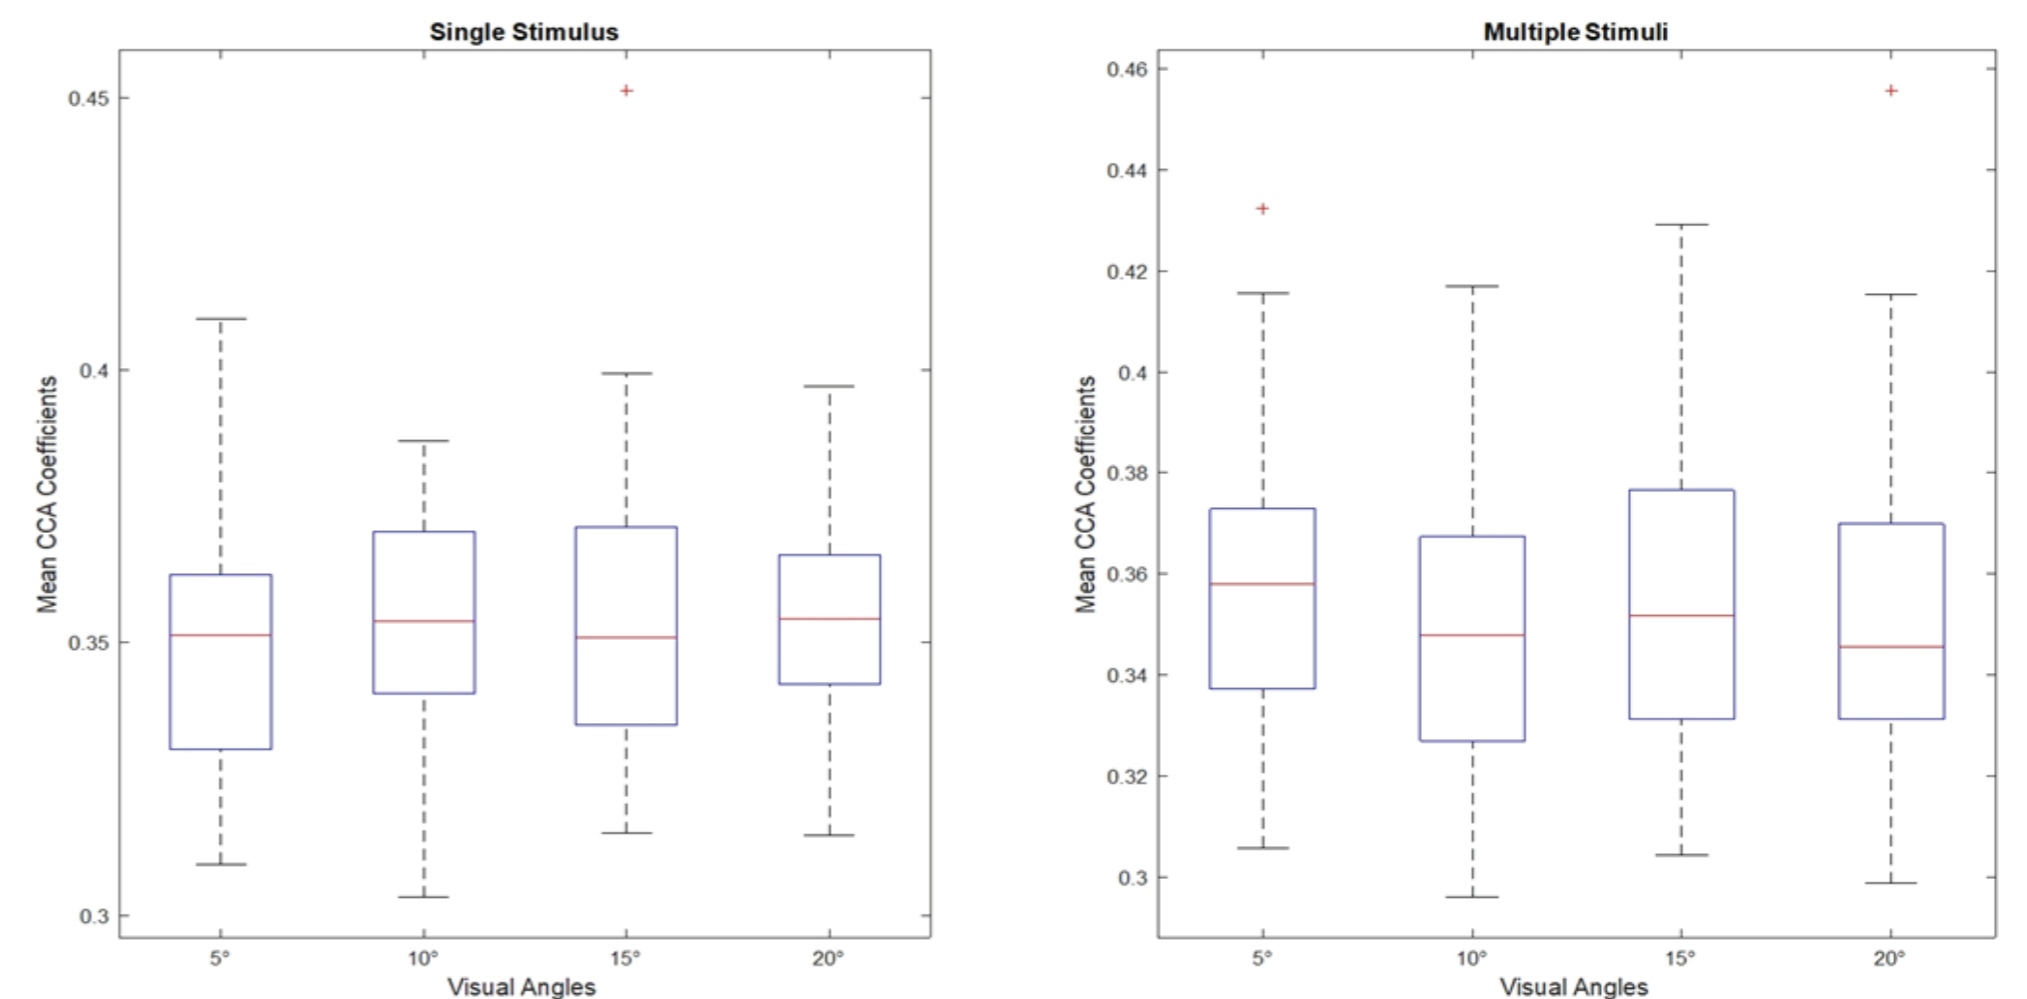 Single Stimulus
0.45
0.4
0.35
0.3
Mean CCA Coefficients
5° 10° 15° 20°
Visual Angles
Multiple Stimuli
0.46
0.44
0.42
0.4
0.38
0.36
0.34
0.32
0.3
Mean CCA Coefficients
5° 10° 15° 20°
Visual Angles